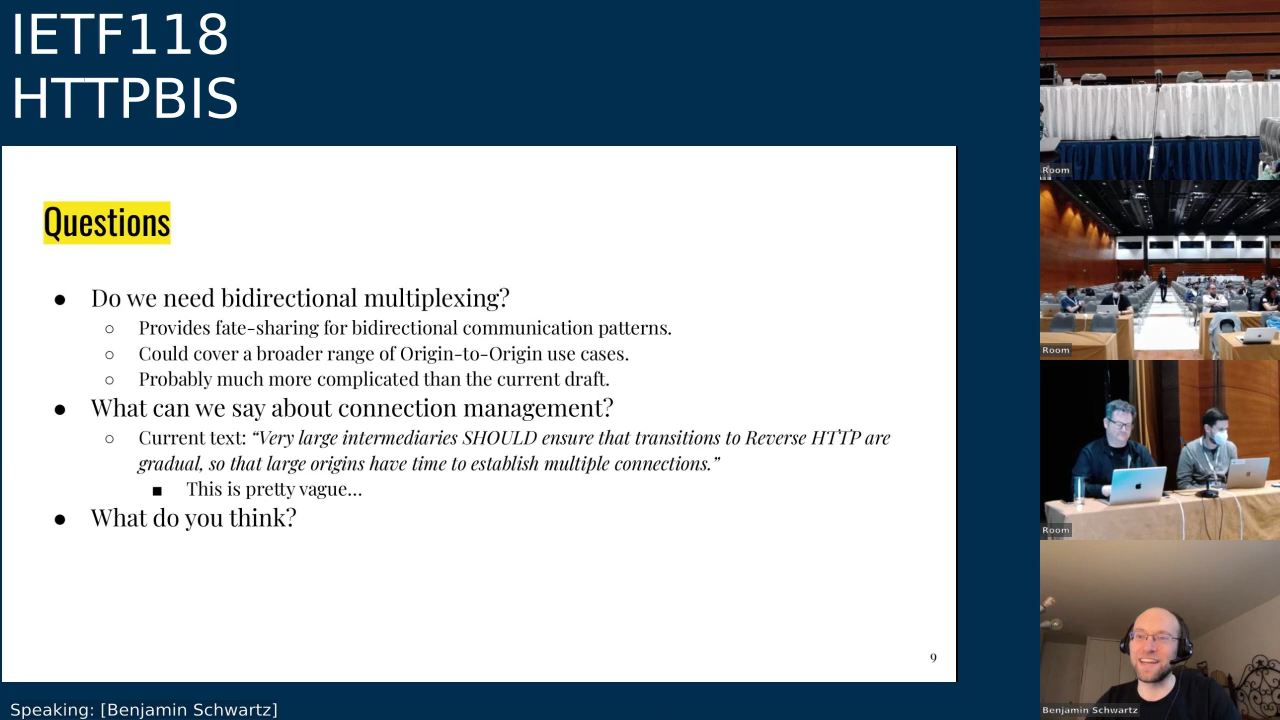 IETF118
HTTPBIS
Questions
● Do we need bidirectional multiplexing?
○ Provides fate-sharing for bidirectional communication patterns.
○ Could cover a broader range of Origin-to-Origin use cases.
○ Probably much more complicated than the current draft.
● What can we say about connection management?
○ Current text: “Very large intermediaries SHOULD ensure that transitions to Reverse HTTP are
gradual, so that large origins have time to establish multiple connections.”
■ This is pretty vague...
● What do you think?
9
Speaking: [Benjamin Schwartz]
Room
Room
Room
Benjamin Schwartz